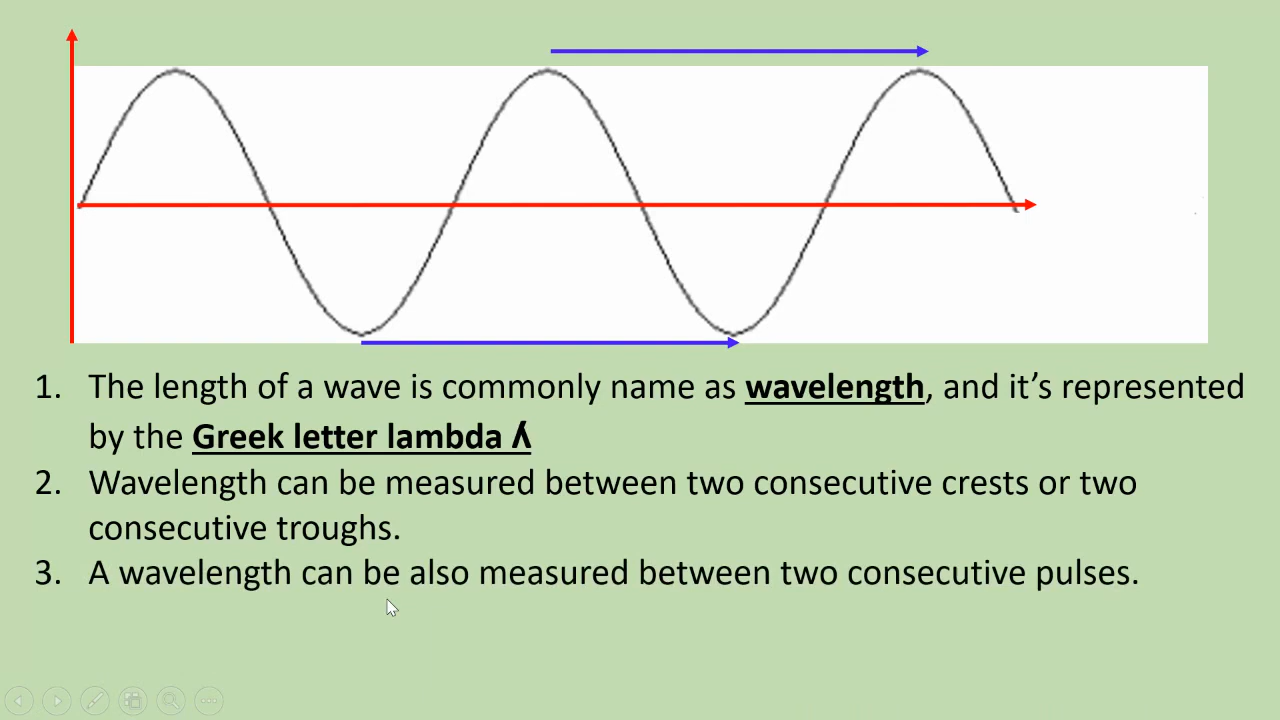 1. The length of a wave is commonly name as wavelength, and it’s represented
by the Greek letter lambda ʎ
2. Wavelength can be measured between two consecutive crests or two
consecutive troughs.
3. A wavelength can be also measured between two consecutive pulses.